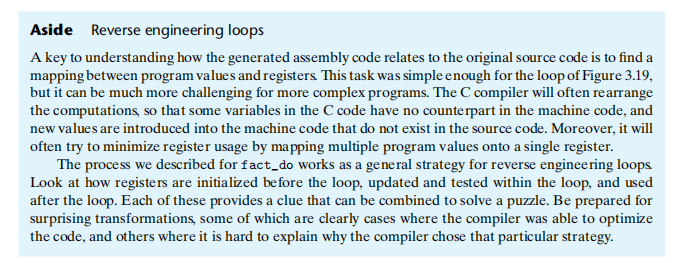 Aside Reverse engineering loops
A key to understanding how the generated assembly code relates to the original source code is to find a
mapping between program values and registers. This task was simple enough for the loop of Figure 3.19,
but it can be much more challenging for more complex programs. The C compiler will often rearrange
the computations, so that some variables in the C code have no counterpart in the machine code, and
new values are introduced into the machine code that do not exist in the source code. Moreover, it will
often try to minimize register usage by mapping multiple program values onto a single register.
The process we described for fact_do works as a general strategy for reverse engineering loops.
Look at how registers are initialized before the loop, updated and tested within the loop, and used
after the loop. Each of these provides a clue that can be combined to solve a puzzle. Be prepared for
surprising transformations, some of which are clearly cases where the compiler was able to optimize
the code, and others where it is hard to explain why the compiler chose that particular strategy.